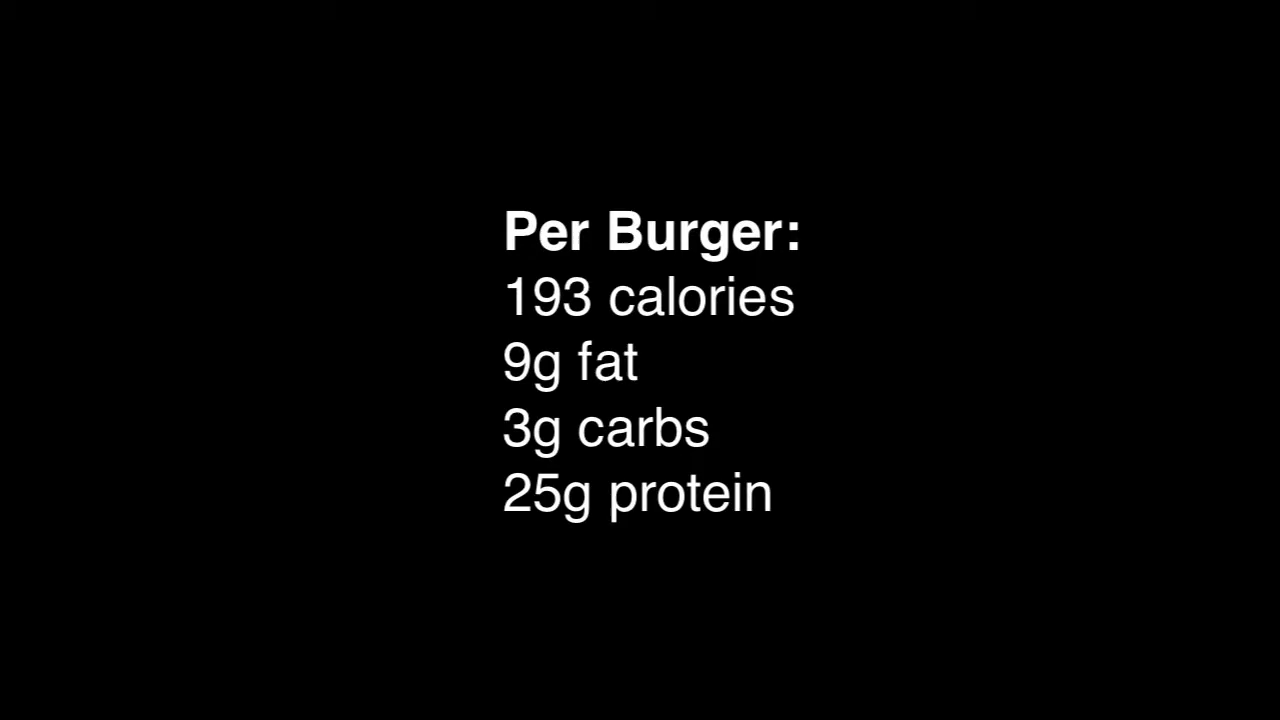 Per Burger:
193 calories
9g fat
3g carbs
25g protein